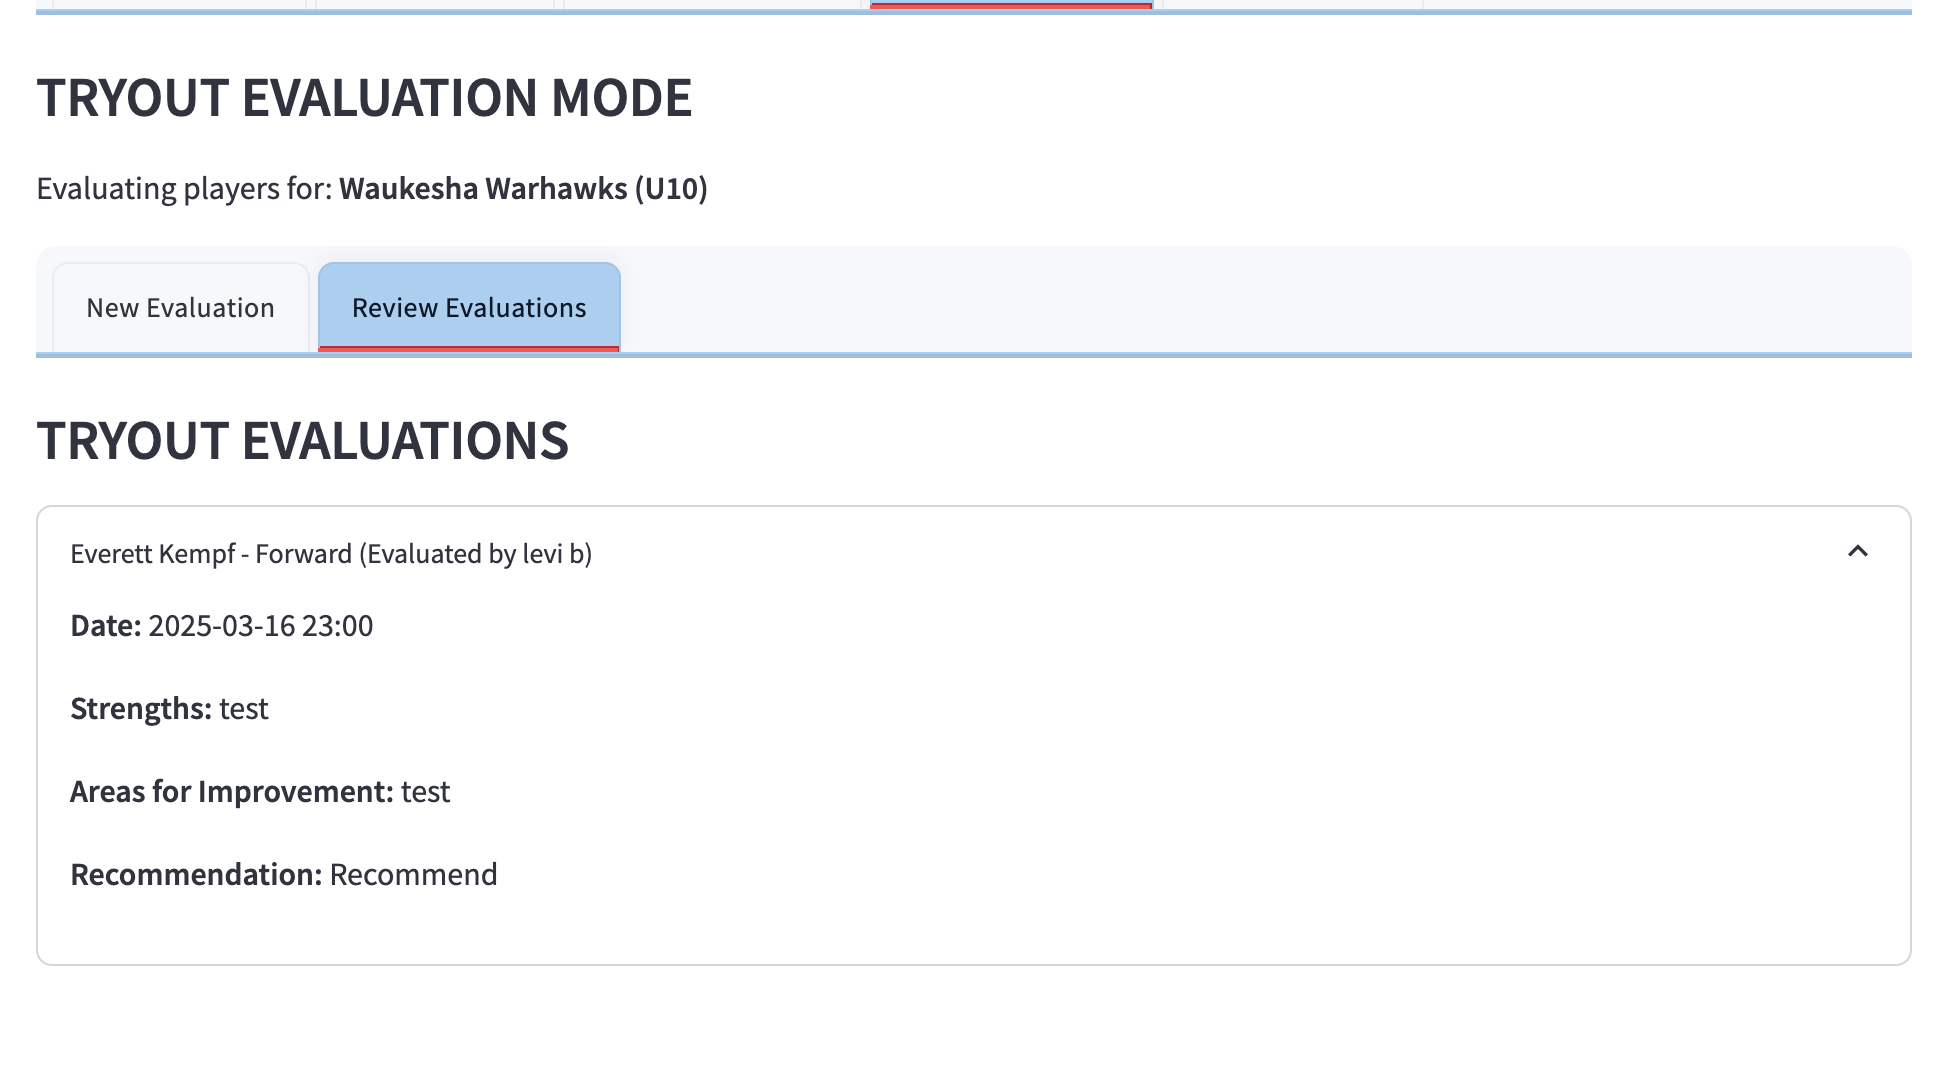 TRYOUT EVALUATION MODE
Evaluating players for: Waukesha Warhawks (U10)
New Evaluation
Review Evaluations
TRYOUT EVALUATIONS
Everett Kempf - Forward (Evaluated by levi b)
Date: 2025-03-16 23:00
Strengths: test
Areas for Improvement: test
Recommendation: Recommend